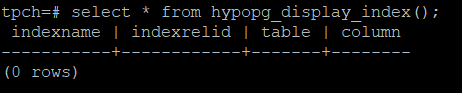 tpch=# select * from hypopg_display_index();
 indexname | indexrelid | table | column
-----------+------------+-------+--------
(0 rows)